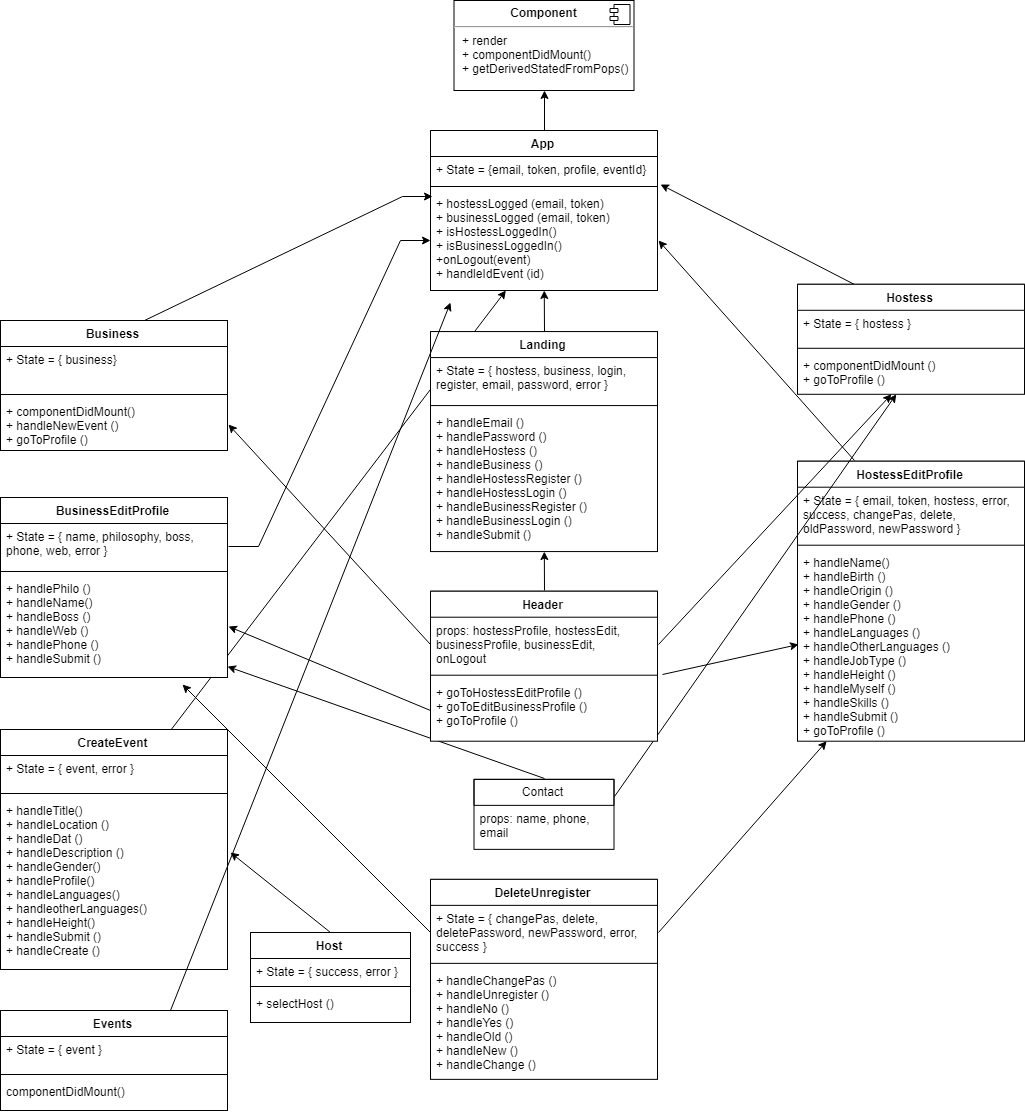 Component
+ render
+ componentDidMount()
+ getDerivedStatedFromPops()
App
+ State = {email, token, profile, eventId}
+ hostessLogged (email, token)
+ businessLogged (email, token)
+ isHostessLoggedIn()
+ isBusinessLoggedIn()
+onLogout(event)
+ handleIdEvent (id)
Business
+ State = { business}
+ componentDidMount()
+ handleNewEvent ()
+ goToProfile ()
Landing
+ State = { hostess, business, login,
register, email, password, error }
+ handleEmail ()
+ handlePassword ()
+ handleHostess ()
+ handleBusiness ()
+ handleHostessRegister ()
+ handleHostessLogin ()
+ handleBusinessRegister ()
+ handleBusinessLogin ()
+ handleSubmit ()
Hostess
+ State = { hostess }
+ componentDidMount ()
+ goToProfile ()
BusinessEditProfile
+ State = { name, philosophy, boss,
phone, web, error }
+ handlePhilo ()
+ handleName()
+ handleBoss ()
+ handleWeb ()
+ handlePhone ()
+ handleSubmit ()
Header
props: hostessProfile, hostessEdit,
businessProfile, businessEdit,
onLogout
+ goToHostessEditProfile ()
+ goToEditBusinessProfile ()
+ goToProfile ()
HostessEditProfile
+ State = { email, token, hostess, error,
success, changePas, delete,
oldPassword, newPassword }
+ handleName()
+ handleBirth ()
+ handleOrigin ()
+ handleGender ()
+ handlePhone ()
+ handleLanguages ()
+ handleOtherLanguages ()
+ handleJobType ()
+ handleHeight ()
+ handleMyself ()
+ handleSkills ()
+ handleSubmit ()
+ goToProfile ()
CreateEvent
+ State = { event, error }
+ handleTitle()
+ handleLocation ()
+ handleDat ()
+ handleDescription ()
+ handleGender()
+ handleProfile()
+ handleLanguages()
+ handleotherLanguages()
+ handleHeight()
+ handleSubmit ()
+ handleCreate ()
Contact
props: name, phone,
email
Host
+ State = { success, error }
+ selectHost ()
DeleteUnregister
+ State = { changePas, delete,
deletePassword, newPassword, error,
success }
+ handleChangePas ()
+ handleUnregister ()
+ handleNo ()
+ handleYes ()
+ handleOld ()
+ handleNew ()
+ handleChange ()
Events
+ State = { event }
componentDidMount()